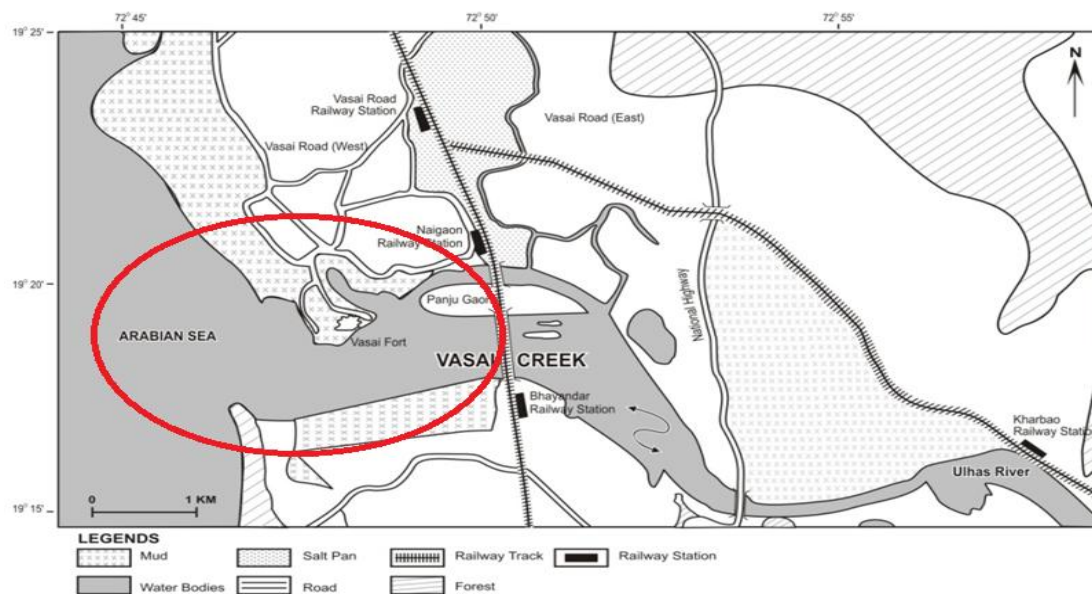 72° 45'
72° 50'
72° 55'
19° 25'
N
Vasai Road
Railway Station
Vasai Road (East)
Vasai Road (West)
Naigaon
Railway Station
National Highway
19° 20'
Panju Gaon
ARABIAN SEA
Vasai Fort
VASAI CREEK
Bhayandar
Railway Station
Kharbao
Railway Station
Ulhas River
0 1 KM
19° 15'
LEGENDS
Mud
Salt Pan
Railway Track
Railway Station
Water Bodies
Road
Forest